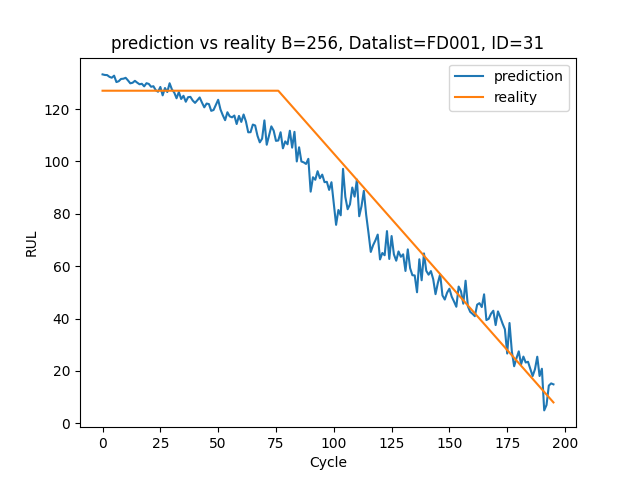 prediction vs reality B=256, Datalist=FD001, ID=31
prediction
reality
RUL
120
100
80
60
40
20
0
0 25 50 75 100 125 150 175 200
Cycle